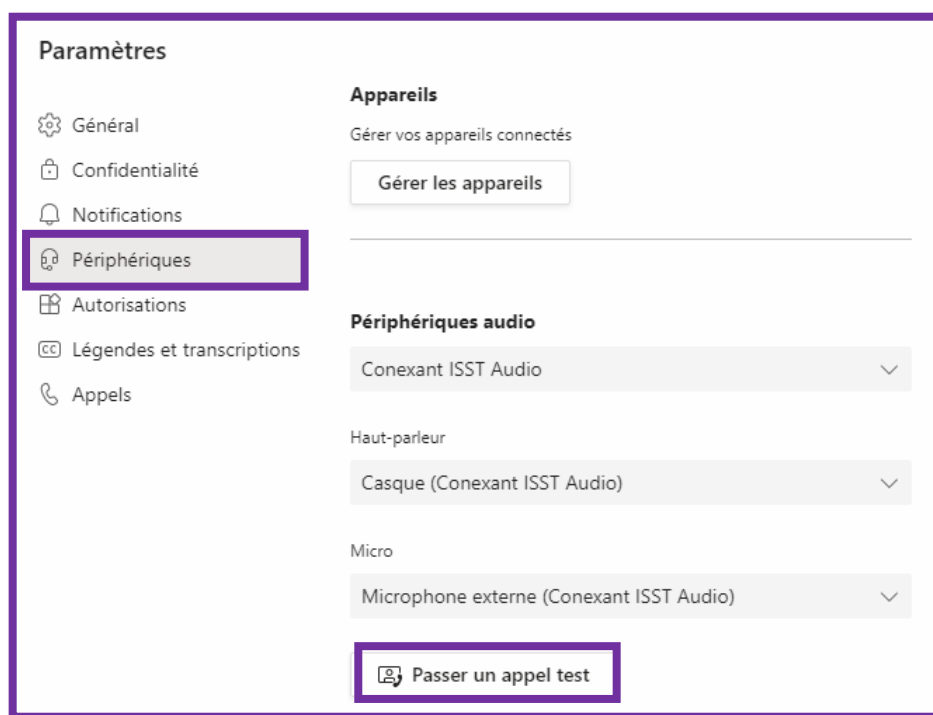 Paramètres
Général
Confidentialité
Notifications
Périphériques
Autorisations
CC Légendes et transcriptions
Appels
Appareils
Gérer vos appareils connectés
Gérer les appareils
Périphériques audio
Conexant ISST Audio
Haut-parleur
Casque (Conexant ISST Audio)
Micro
Microphone externe (Conexant ISST Audio)
Passer un appel test